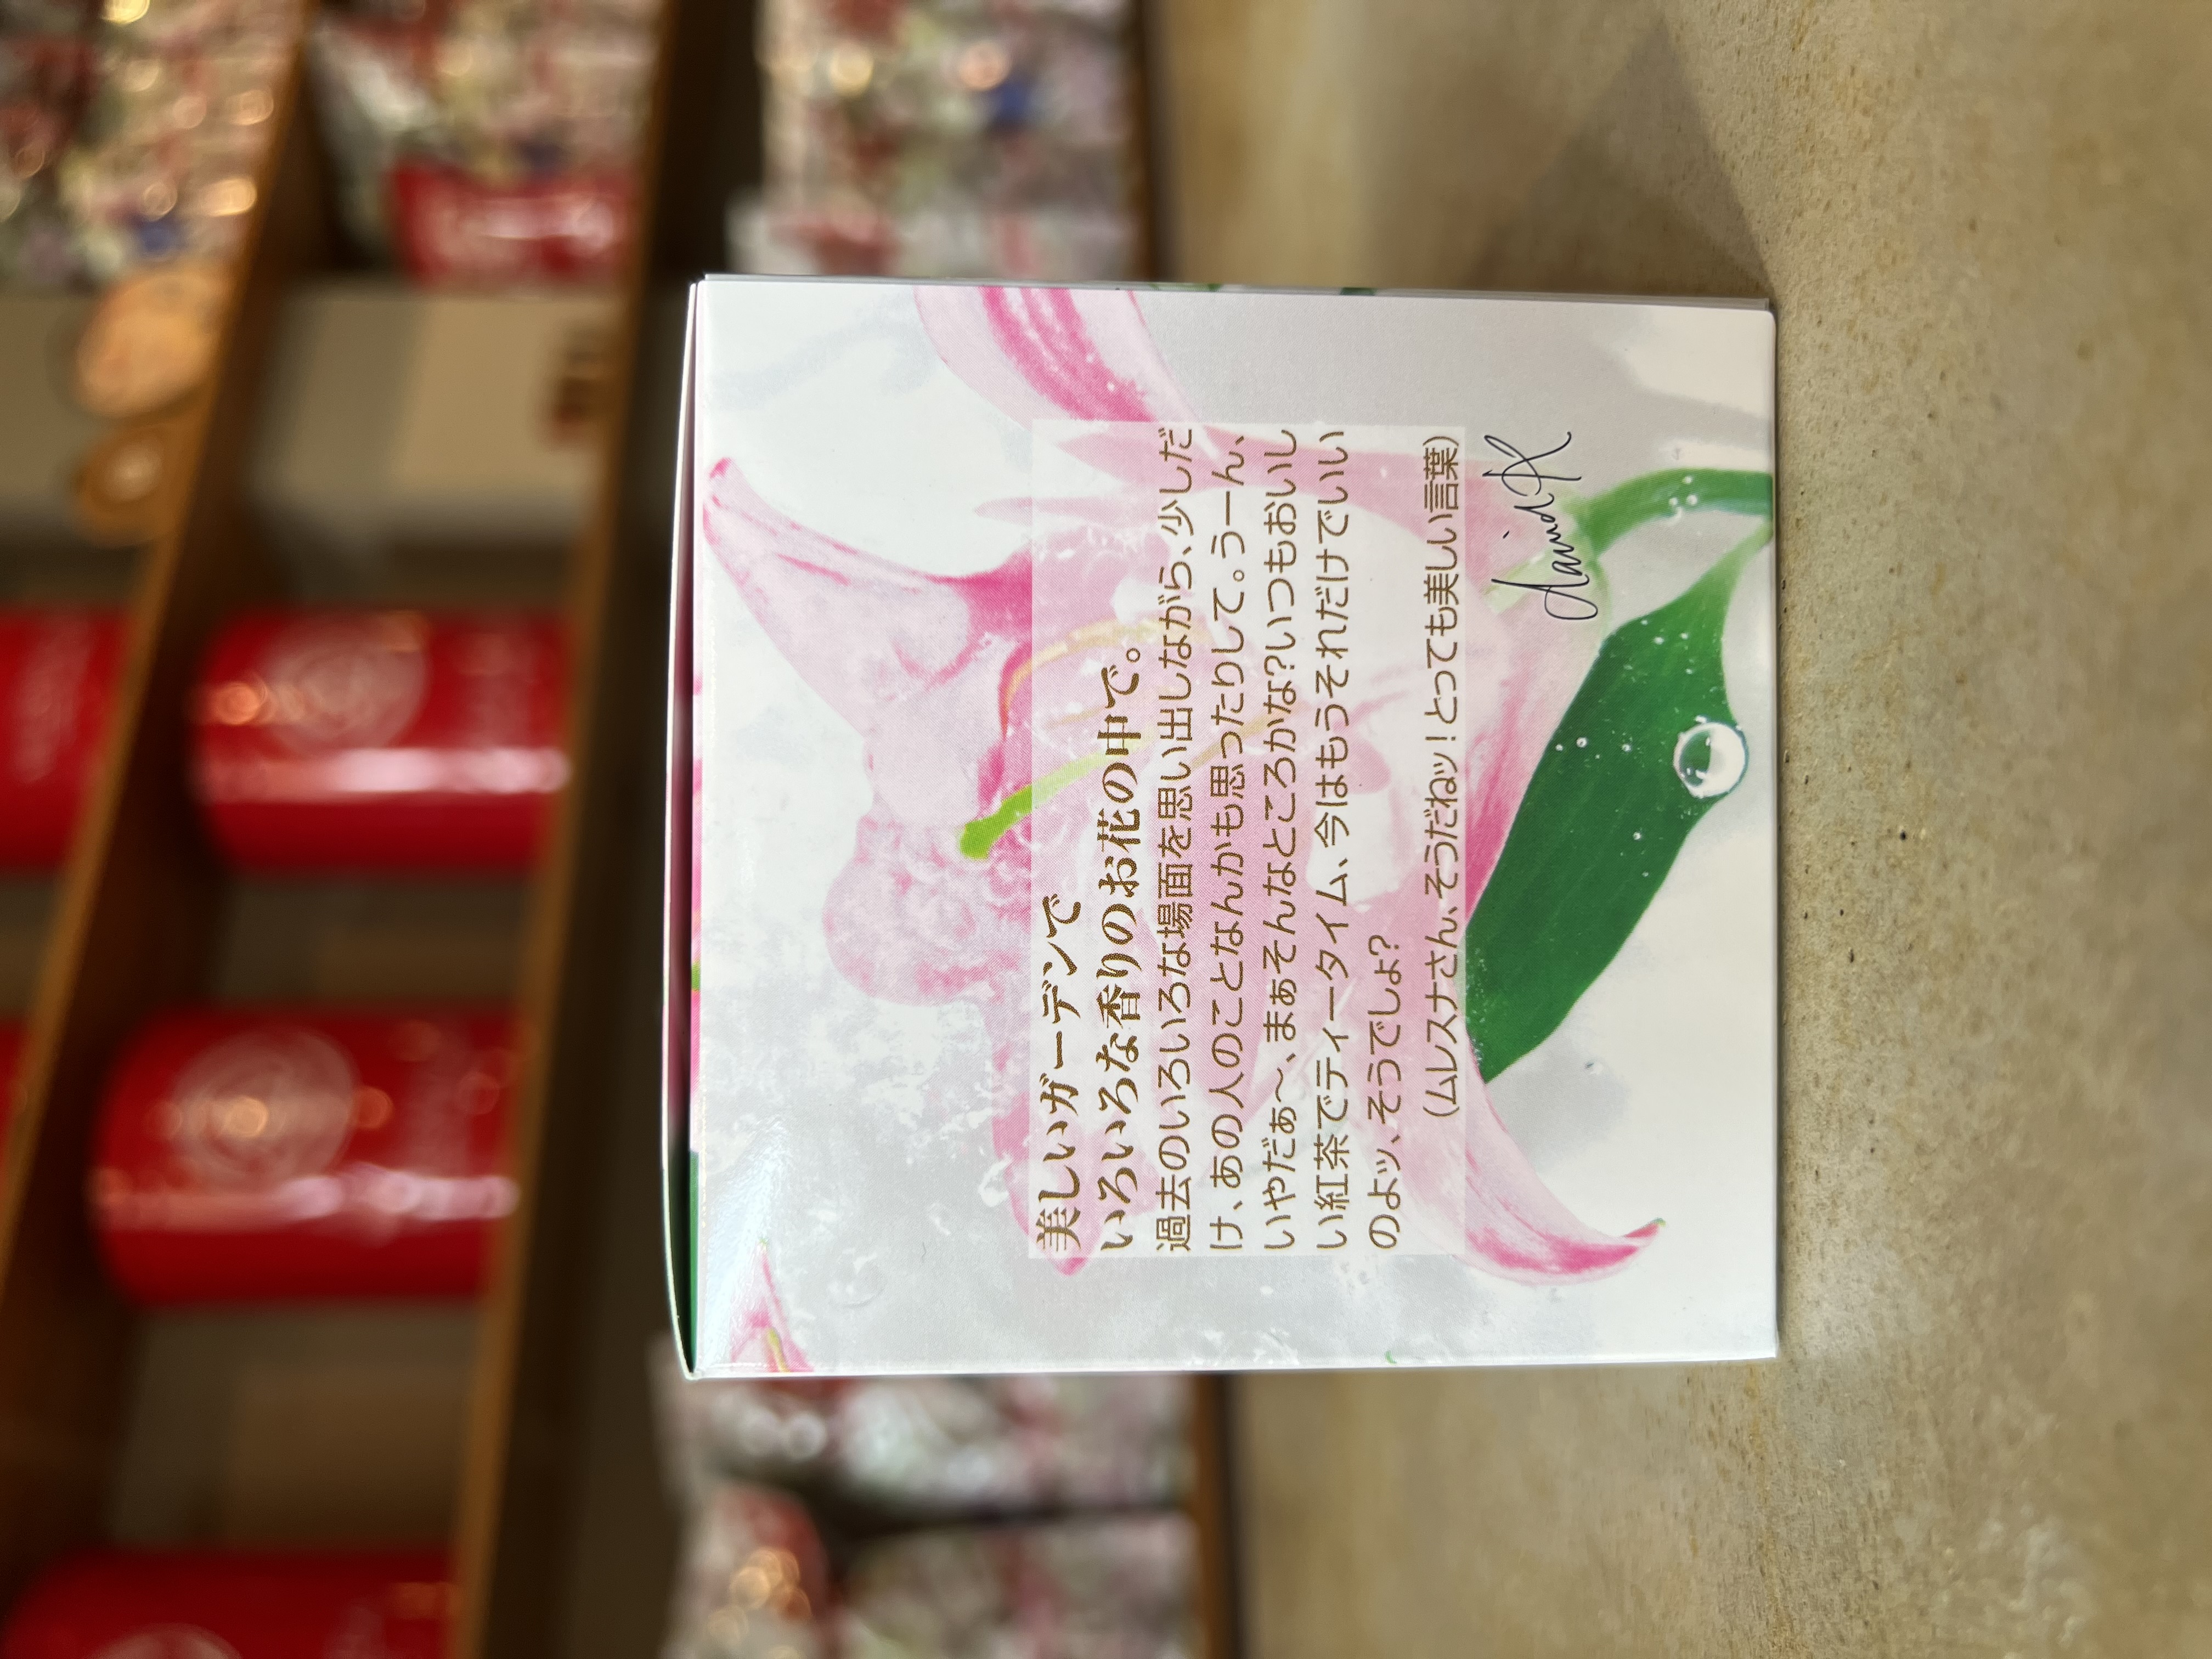 美しいガーデンで
いろいろな香りのお花の中で。
過去のいろいろな場面を思い出しながら、少しだ
け、あの人のことなんかも思ったりして。うーん、
いやだぁ～、まぁそんなところかな?いつもおいし
い紅茶でティータイム、今はもうそれだけでいい
のよッ、そうでしょ?
（ムレスナさん、そうだねッ！とっても美しい言葉）
David K